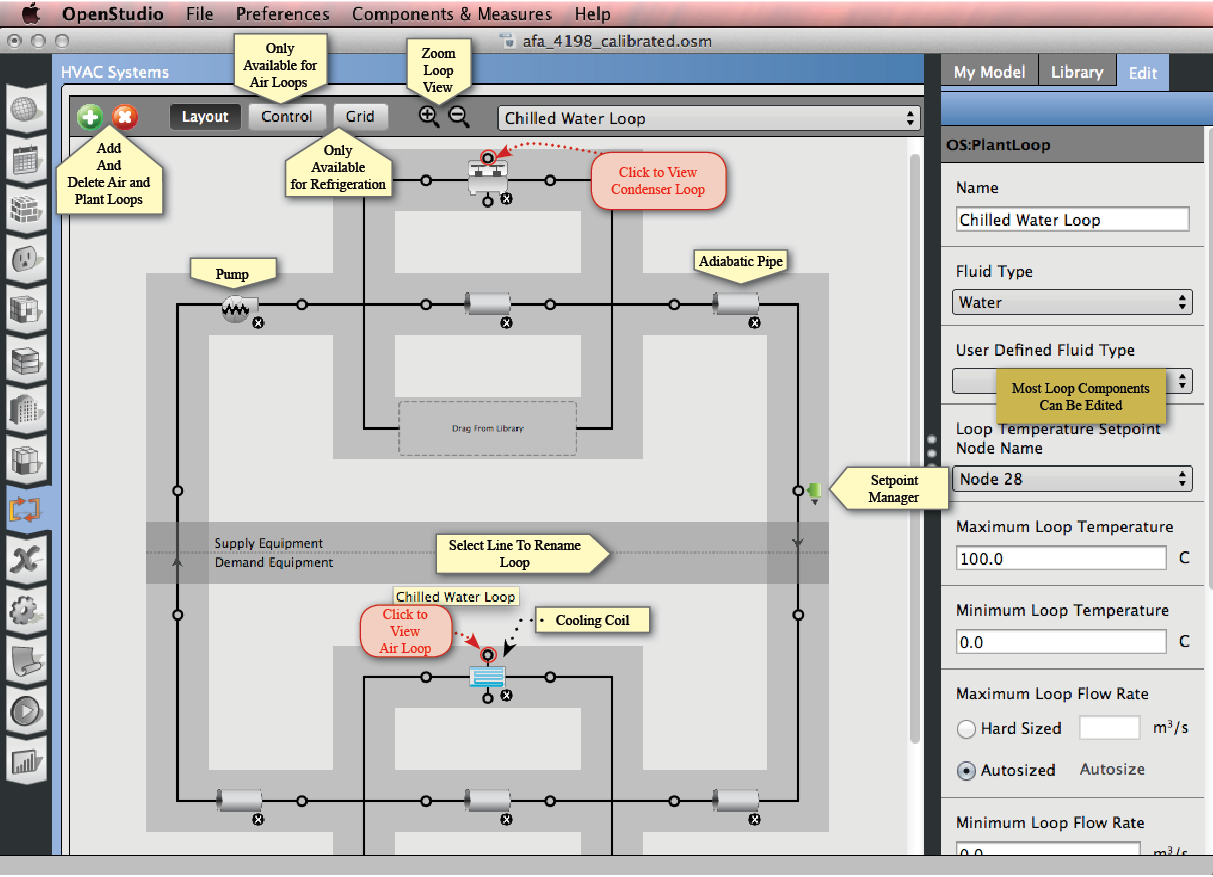 OpenStudio File Preferences Components & Measures Help
afa_4198_calibrated.osm
HVAC Systems
Only
Available for
Air Loops
Zoom
Loop
View
My Model Library Edit
Layout Control Grid
Chilled Water Loop
Add
And
Delete Air and
Plant Loops
Only
Available
for Refrigeration
Click to View
Condenser Loop
Pump
Adiabatic Pipe
Drag From Library
Setpoint
Manager
Supply Equipment
Demand Equipment
Select Line To Rename
Loop
Chilled Water Loop
Click to
View
Air Loop
Cooling Coil
OS:PlantLoop
Name
Chilled Water Loop
Fluid Type
Water
User Defined Fluid Type
Most Loop Components
Can Be Edited
Loop Temperature Setpoint
Node Name
Node 28
Maximum Loop Temperature
100.0 C
Minimum Loop Temperature
0.0 C
Maximum Loop Flow Rate
Hard Sized m³/s
Autosized Autosize
Minimum Loop Flow Rate
0.0 m³/s